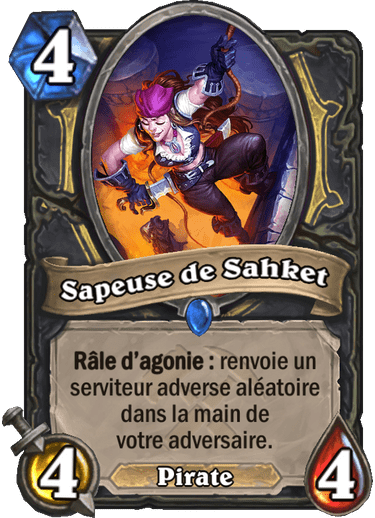 4
Sapeuse de Sahket
Râle d'agonie : renvoie un
serviteur adverse aléatoire
dans la main de
votre adversaire.
4
Pirate
4